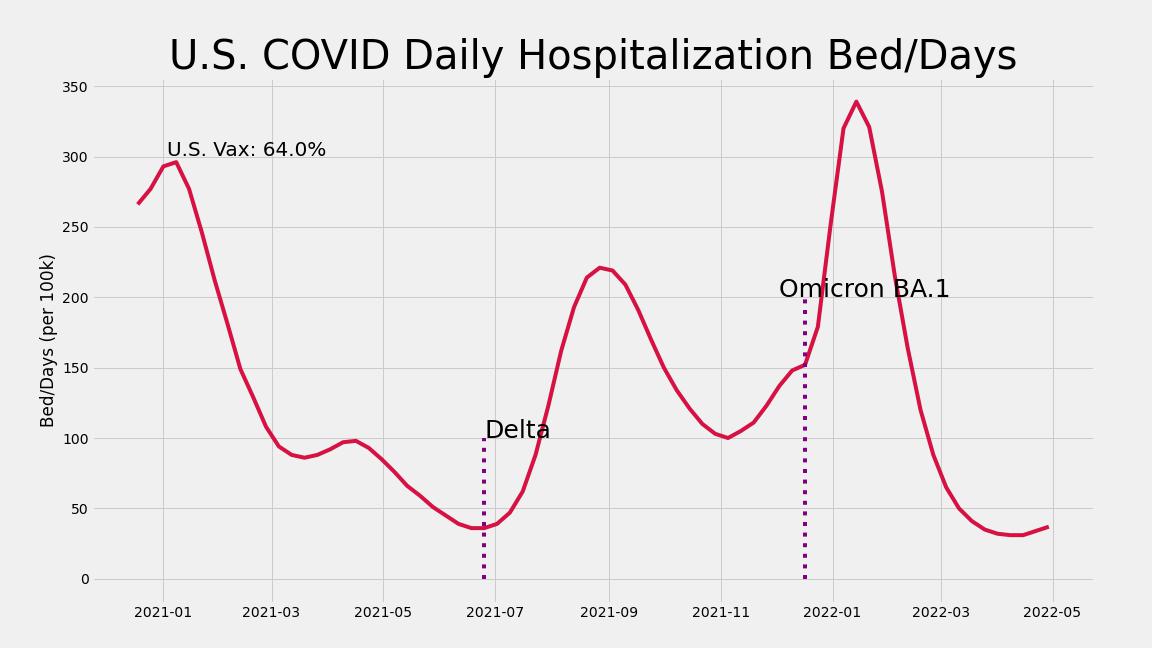 U.S. COVID Daily Hospitalization Bed/Days
350
U.S. Vax: 64.0%
300
250
Omicron BA.1
200
150
Delta
100
50
0
Bed/Days (per 100k)
2021-01 2021-03 2021-05 2021-07 2021-09 2021-11 2022-01 2022-03 2022-05